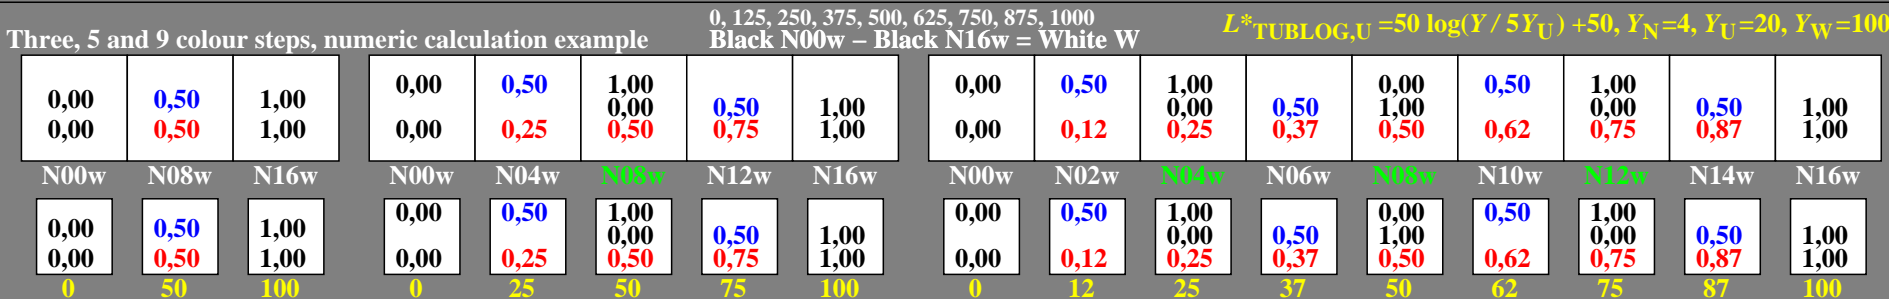 0, 125, 250, 375, 500, 625, 750, 875, 1000
L*TUBLOG,U =50 log(Y / 5YU) +50, YN=4, YU=20, YW=100
Three, 5 and 9 colour steps, numeric calculation example
Black N00w – Black N16w = White W
0,00 0,50 1,00 0,00 0,50 1,00
0,00 0,50 1,00 0,00 0,50 1,00 0,00 0,50 1,00
0,00 0,50 1,00 0,00 0,50 1,00 0,50 1,00
0,00 0,50 1,00 0,00 0,25 0,50 0,75 1,00 0,00 0,12 0,25 0,37 0,50 0,62 0,75 0,87 1,00
N00w N08w N16w N00w N04w N08w N12w N16w N00w N02w N04w N06w N08w N10w N12w N14w N16w
0,00 0,50 1,00 0,00 0,50 1,00 0,00 0,50 1,00
0,00 0,50 1,00 0,00 0,50 1,00 0,00 0,50 1,00 0,00 0,50 1,00
0,00 0,50 1,00 0,00 0,25 0,50 0,75 1,00 0,00 0,12 0,25 0,37 0,50 0,62 0,75 0,87 1,00
0 50 100 0 25 50 75 100 0 12 25 37 50 62 75 87 100